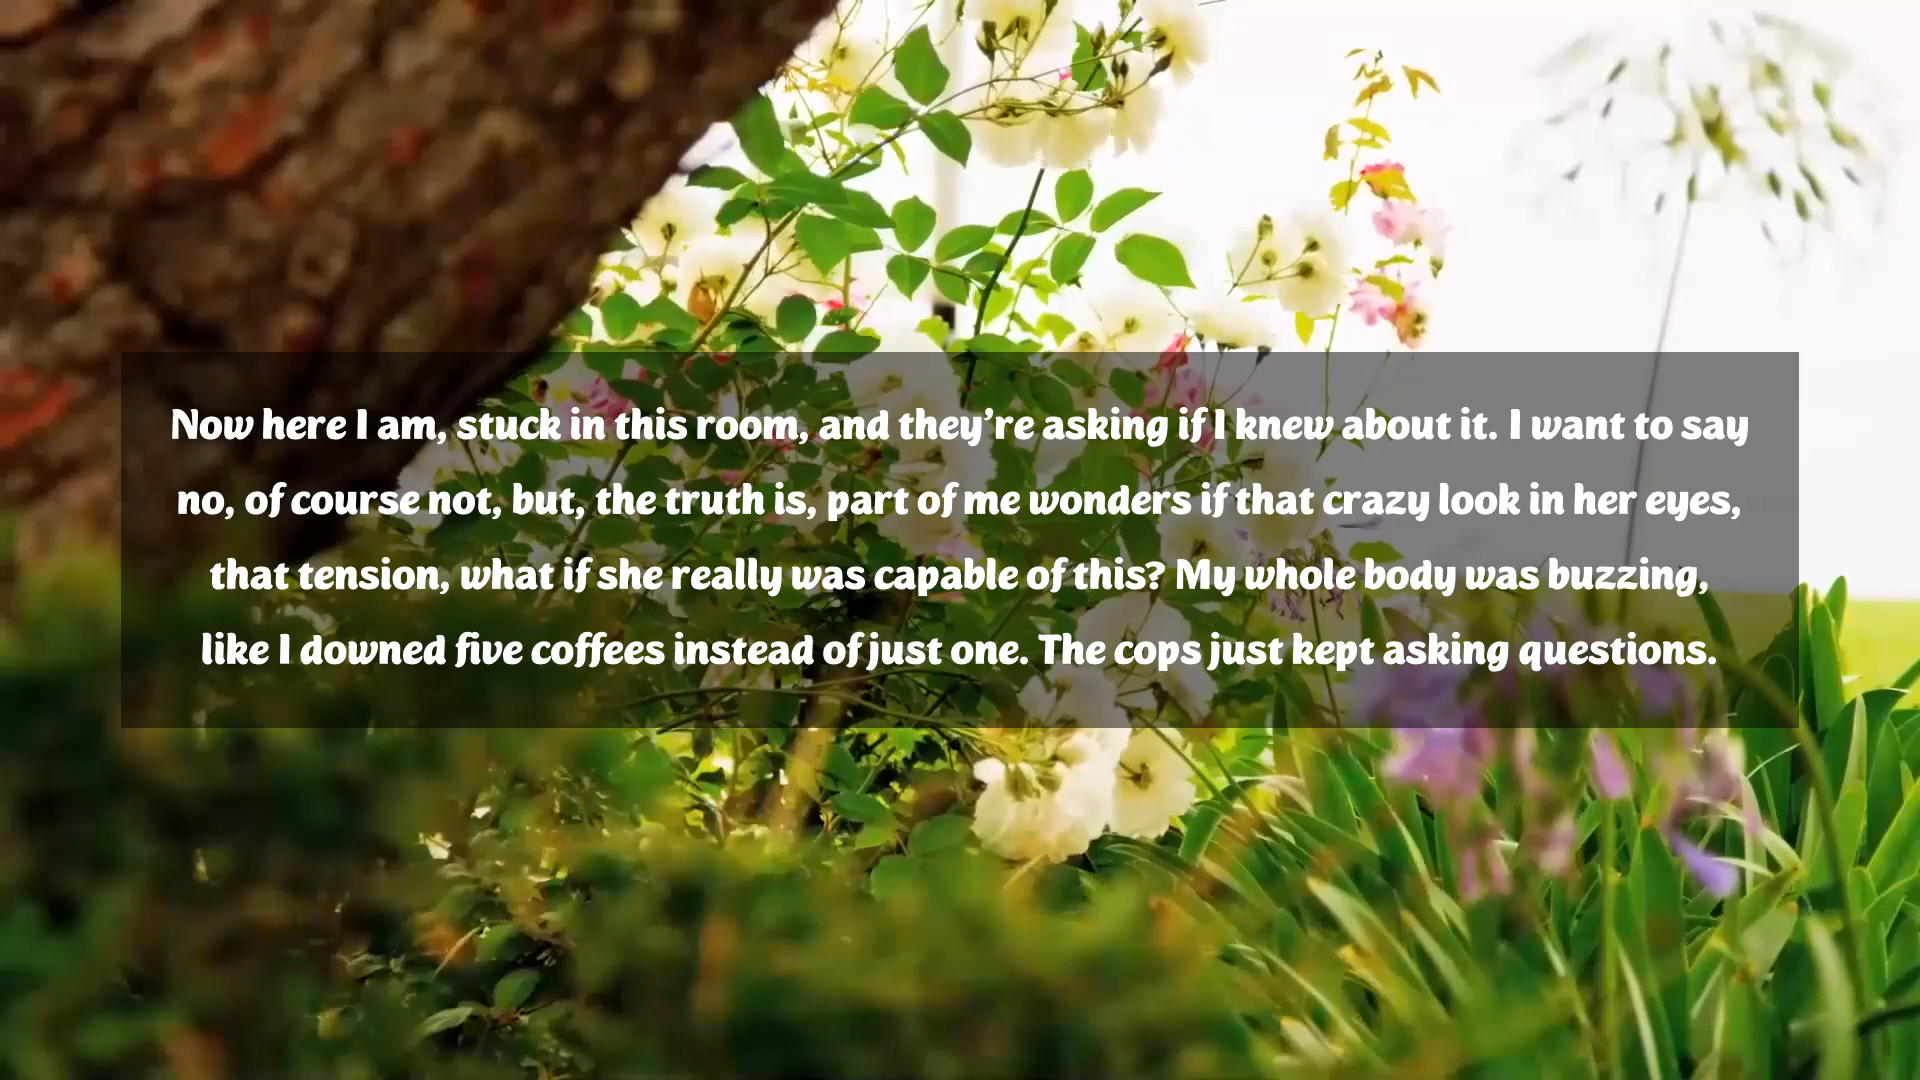 Now here I am, stuck in this room, and they’re asking if I knew about it. I want to say
no, of course not, but, the truth is, part of me wonders if that crazy look in her eyes,
that tension, what if she really was capable of this? My whole body was buzzing,
like I downed five coffees instead of just one. The cops just kept asking questions.